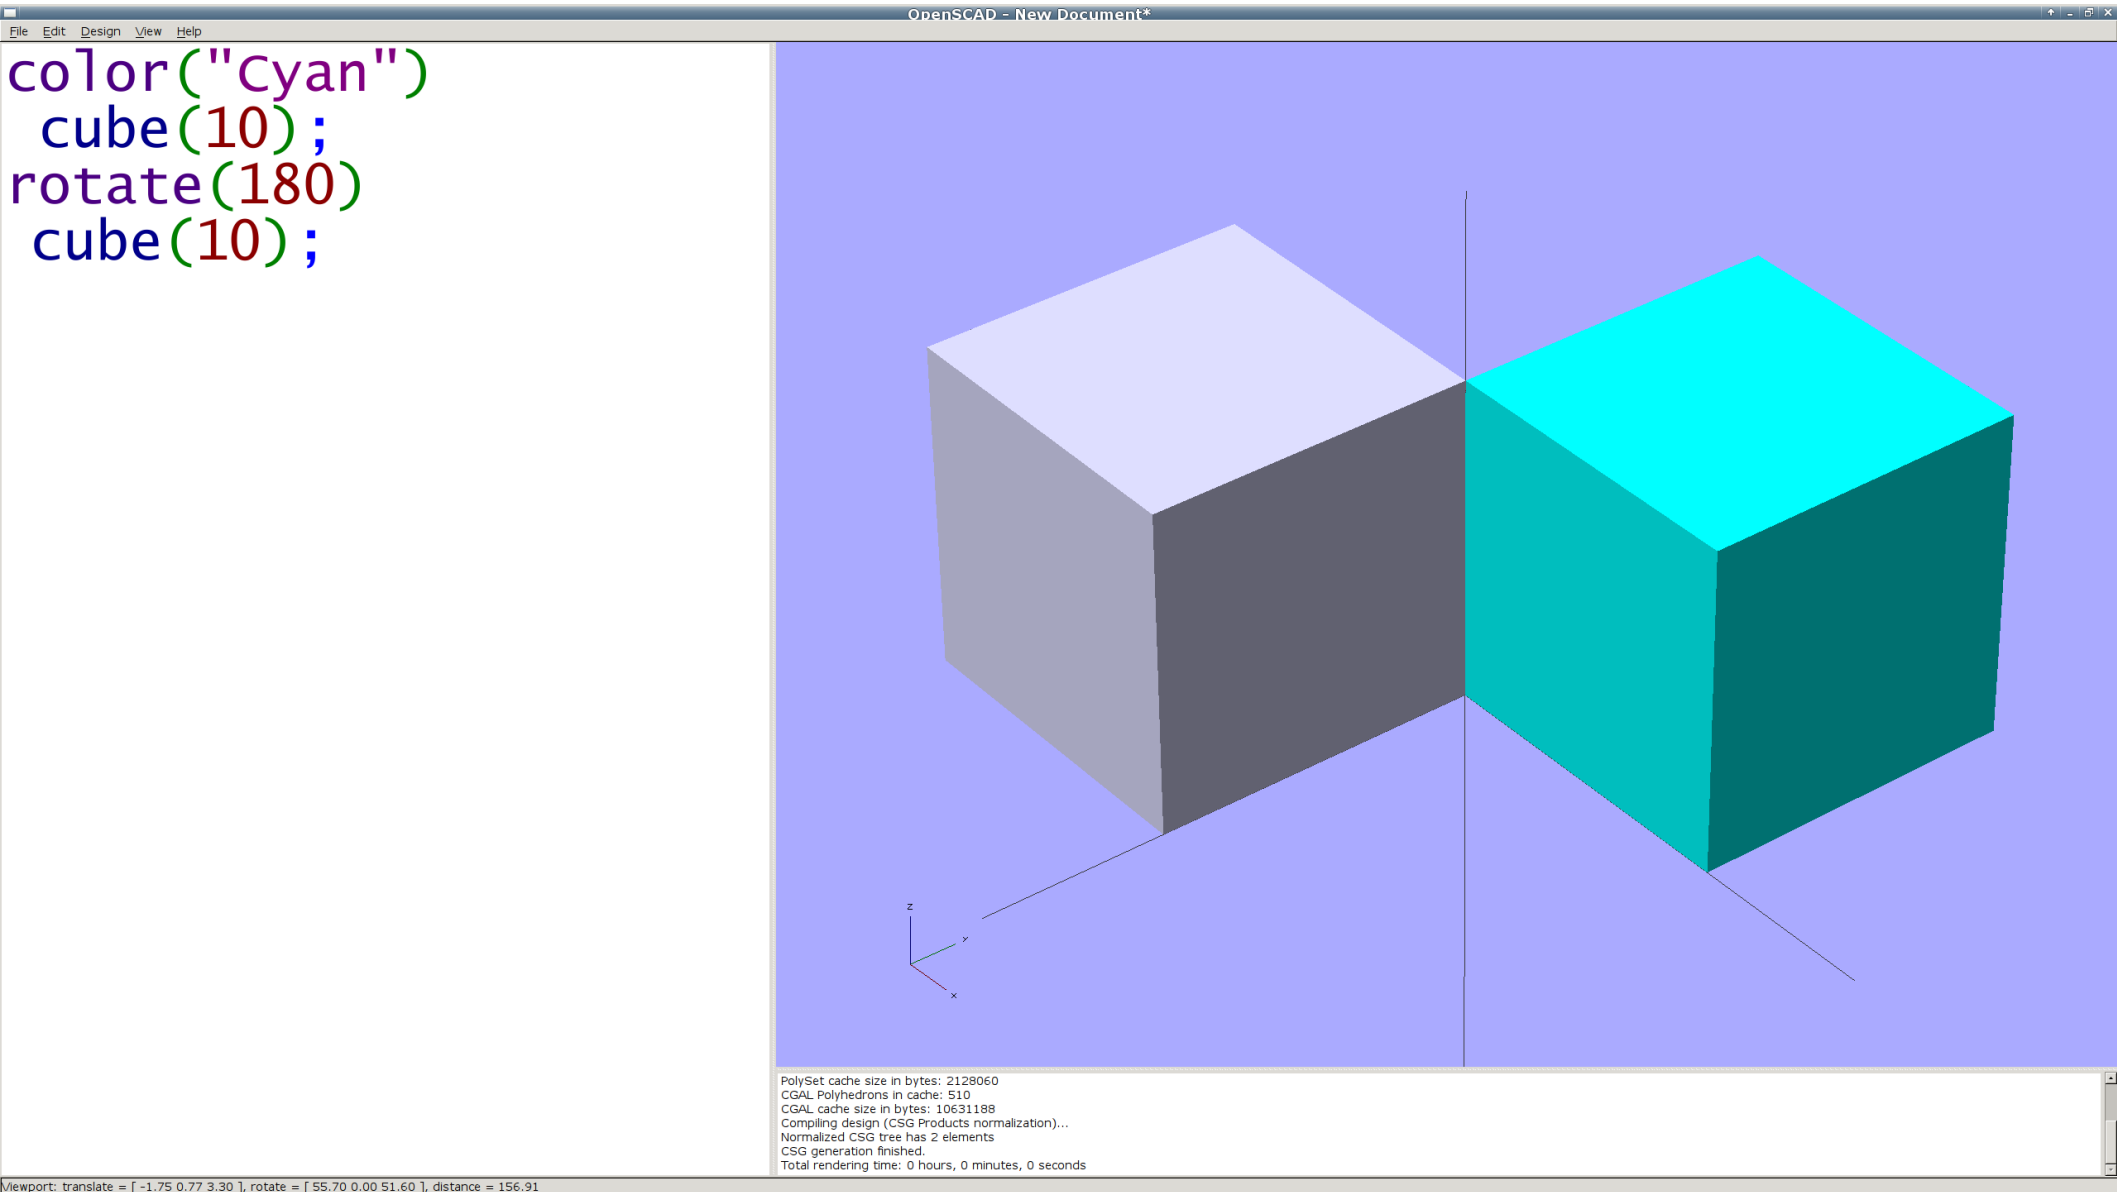 OpenSCAD - New Document*
File Edit Design View Help
color("Cyan")
cube(10);
rotate(180)
cube(10);
z
y
x
PolySet cache size in bytes: 2128060
CGAL Polyhedrons in cache: 510
CGAL cache size in bytes: 10631188
Compiling design (CSG Products normalization)...
Normalized CSG tree has 2 elements
CSG generation finished.
Total rendering time: 0 hours, 0 minutes, 0 seconds
Viewport: translate = [ -1.75 0.77 3.30 ], rotate = [ 55.70 0.00 51.60 ], distance = 156.91